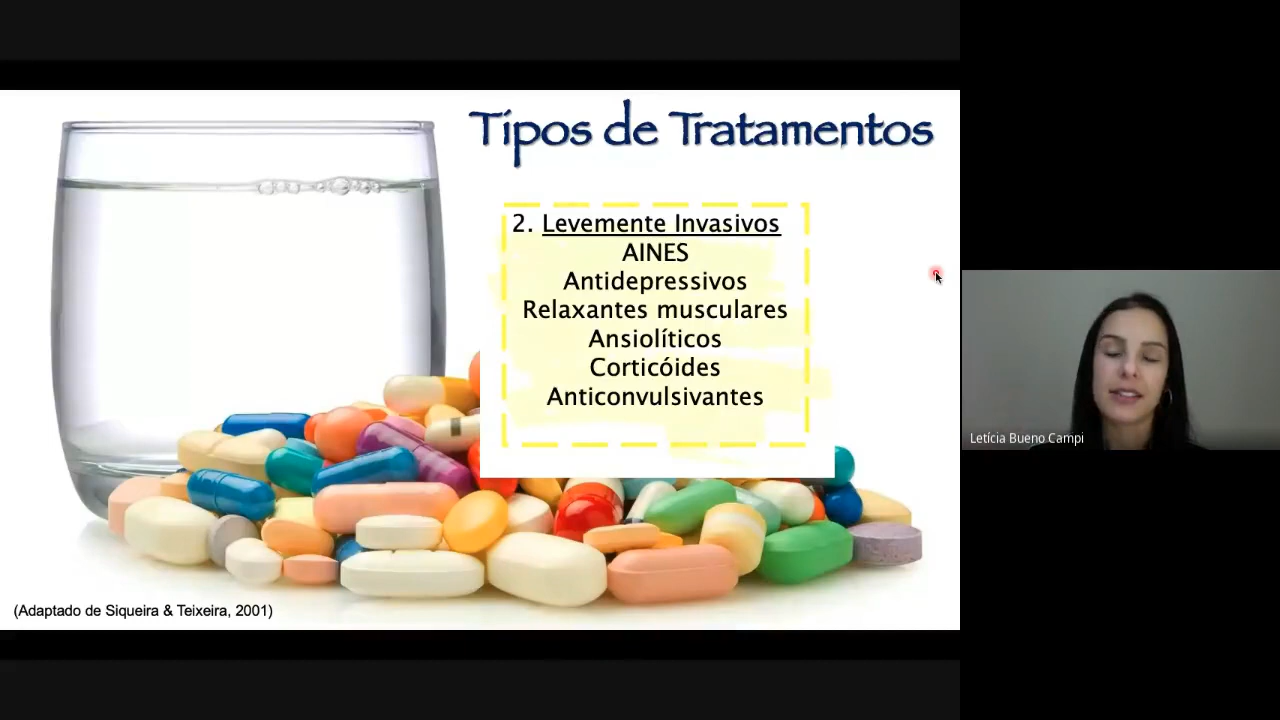 Tipos de Tratamentos
2. Levemente Invasivos
AINES
Antidepressivos
Relaxantes musculares
Ansiolíticos
Corticóides
Anticonvulsivantes
Letícia Bueno Campi
(Adaptado de Siqueira & Teixeira, 2001)